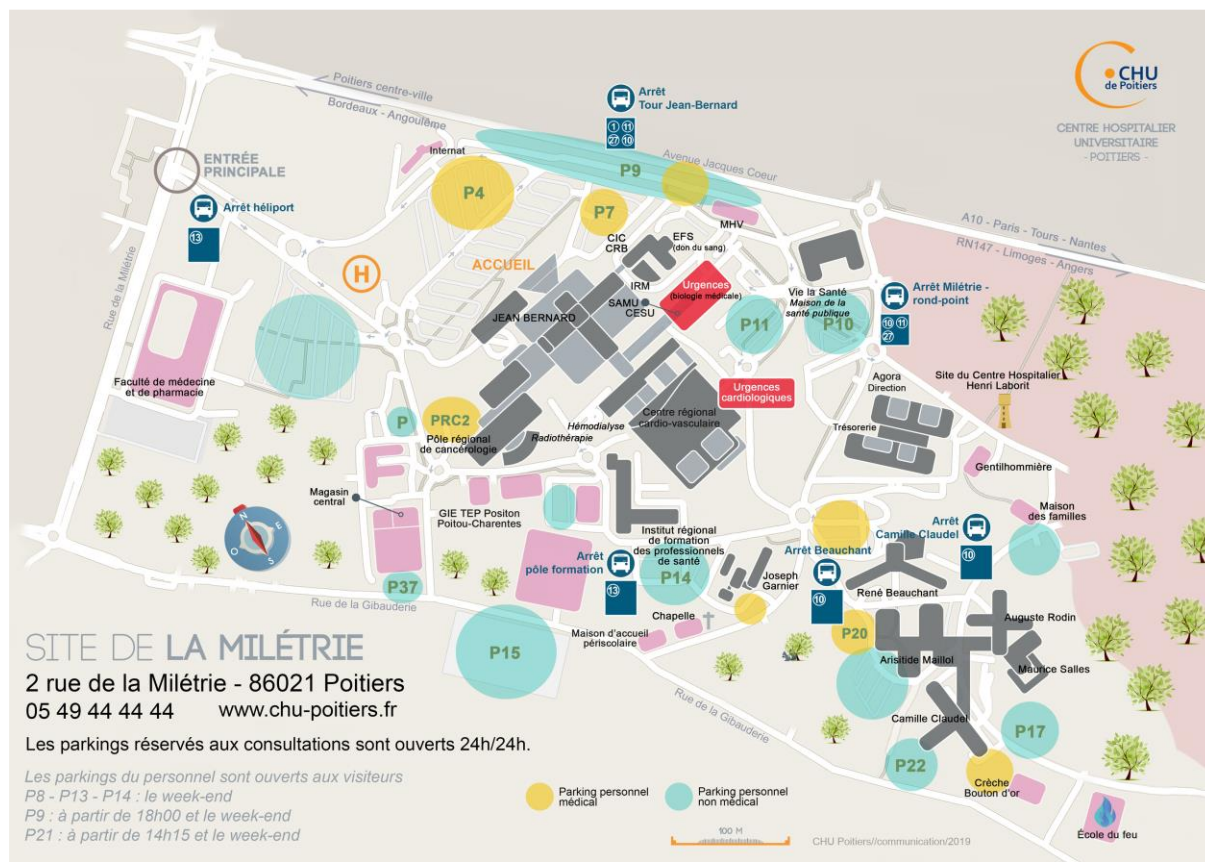 CHU
de Poitiers
CENTRE HOSPITALIER
UNIVERSITAIRE
- POITIERS -
Poitiers centre-ville
Bordeaux - Angoulême
Arrêt
Tour Jean-Bernard
1 11
27 10
Avenue Jacques Coeur
Internat
ENTRÉE
PRINCIPALE
Arrêt héliport
13
P4
P9
P7
MHV
A10 - Paris - Tours - Nantes
RN147 - Limoges - Angers
Rue de la Milétrie
H
ACCUEIL
CIC
CRB
EFS
(don du sang)
IRM
SAMU
CESU
Urgences
(biologie médicale)
Vie la Santé
Maison de la
santé publique
Arrêt Milétrie -
rond-point
10 11
27
JEAN BERNARD
P11
P10
Faculté de médecine
et de pharmacie
Urgences
cardiologiques
Agora
Direction
Site du Centre Hospitalier
Henri Laborit
P
PRC2
Pôle régional
de cancérologie
Radiothérapie
Hémodialyse
Centre régional
cardio-vasculaire
Trésorerie
Gentilhommière
Magasin
central
GIE TEP Positon
Poitou-Charentes
Maison
des familles
N
E
S
O
Institut régional
de formation
des professionnels
de santé
Arrêt
pôle formation
13
P14
Joseph
Garnier
Arrêt Beauchant
10
Arrêt
Camille Claudel
10
René Beauchant
P37
Rue de la Gibauderie
Chapelle
Maison d'accueil
périscolaire
P15
P20
Auguste Rodin
Arisitide Maillol
Maurice Salles
Rue de la Gibauderie
Camille Claudel
P17
P22
Crèche
Bouton d'or
École du feu
SITE DE LA MILÉTRIE
2 rue de la Milétrie - 86021 Poitiers
05 49 44 44 44 www.chu-poitiers.fr
Les parkings réservés aux consultations sont ouverts 24h/24h.
Les parkings du personnel sont ouverts aux visiteurs
P8 - P13 - P14 : le week-end
P9 : à partir de 18h00 et le week-end
P21 : à partir de 14h15 et le week-end
Parking personnel
médical
Parking personnel
non médical
100 M
CHU Poitiers//communication/2019